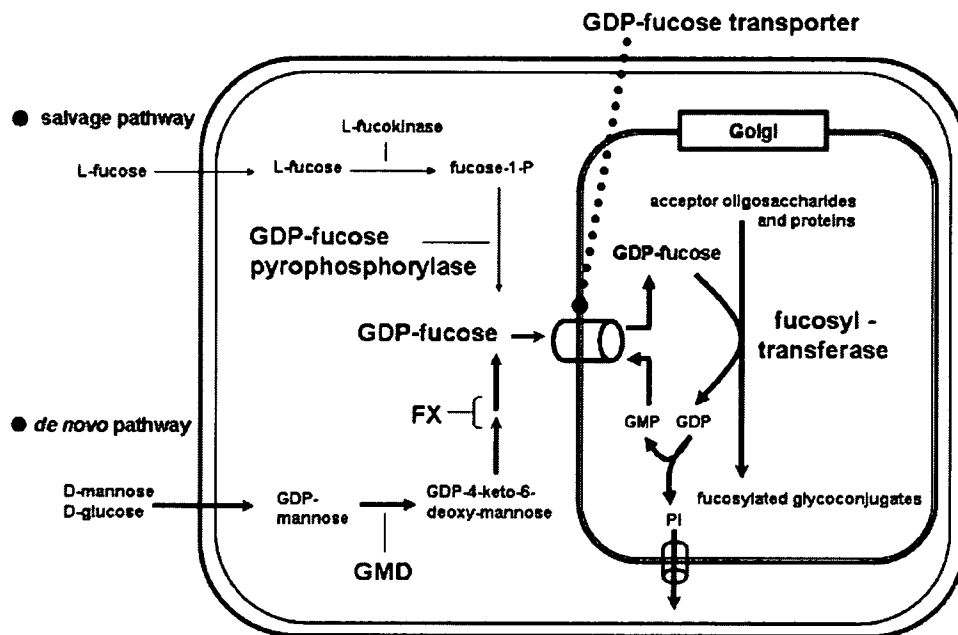 GDP-fucose transporter
salvage pathway
L-fucokinase
Golgi
L-fucose
L-fucose
fucose-1-P
acceptor oligosaccharides
and proteins
GDP-fucose
pyrophosphorylase
GDP-fucose
GDP-fucose
fucosyl -
transferase
FX
de novo pathway
GMP
GDP
D-mannose
D-glucose
GDP-
mannose
GDP-4-keto-6-
deoxy-mannose
fucosylated glycoconjugates
PI
GMD